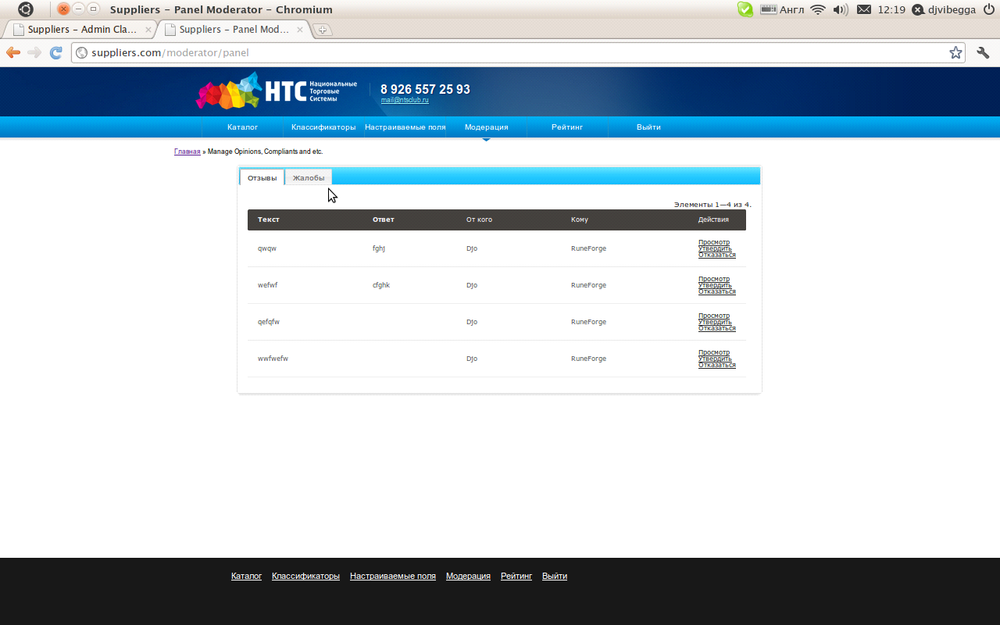 Suppliers – Panel Moderator – Chromium
Англ 12:19 djvibegga
Suppliers – Admin Cla... Suppliers – Panel Mod...
suppliers.com/moderator/panel
НТС Национальные
Торговые
Системы
8 926 557 25 93
mail@ntsclub.ru
Каталог Классификаторы Настраиваемые поля Модерация Рейтинг Выйти
Главная » Manage Opinions, Compliants and etc.
Отзывы Жалобы
Элементы 1—4 из 4.
Текст Ответ От кого Кому Действия
qwqw fghj Djo RuneForge Просмотр
Утвердить
Отказаться
wefwf cfghk Djo RuneForge Просмотр
Утвердить
Отказаться
qefqfw Djo RuneForge Просмотр
Утвердить
Отказаться
wwfwefw Djo RuneForge Просмотр
Утвердить
Отказаться
Каталог Классификаторы Настраиваемые поля Модерация Рейтинг Выйти